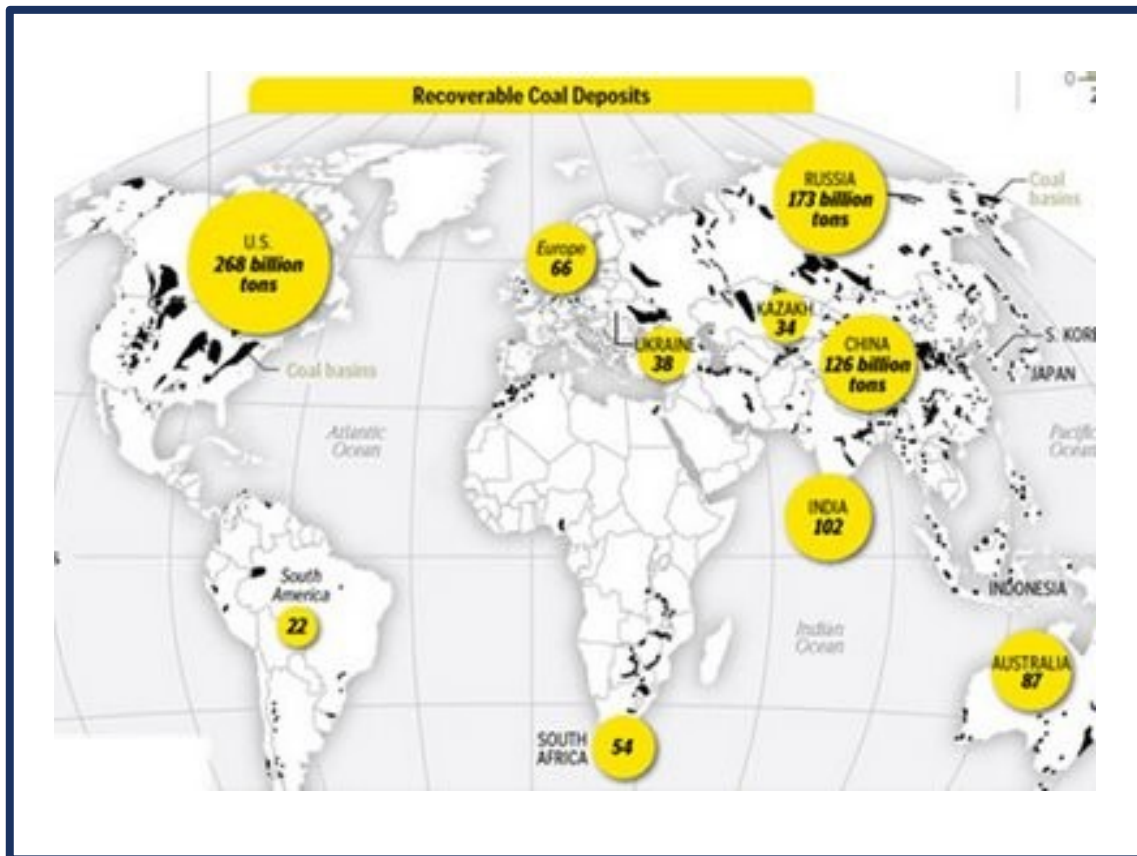 Recoverable Coal Deposits
0
2
RUSSIA
173 billion
tons
Coal
basins
U.S.
268 billion
tons
Europe
66
KAZAKH.
34
UKRAINE
38
CHINA
126 billion
tons
S. KORE
JAPAN
Coal basins
Atlantic
Ocean
Pacific
Ocean
INDIA
102
South
America
22
INDONESIA
Indian
Ocean
AUSTRALIA
87
SOUTH
AFRICA
54
S